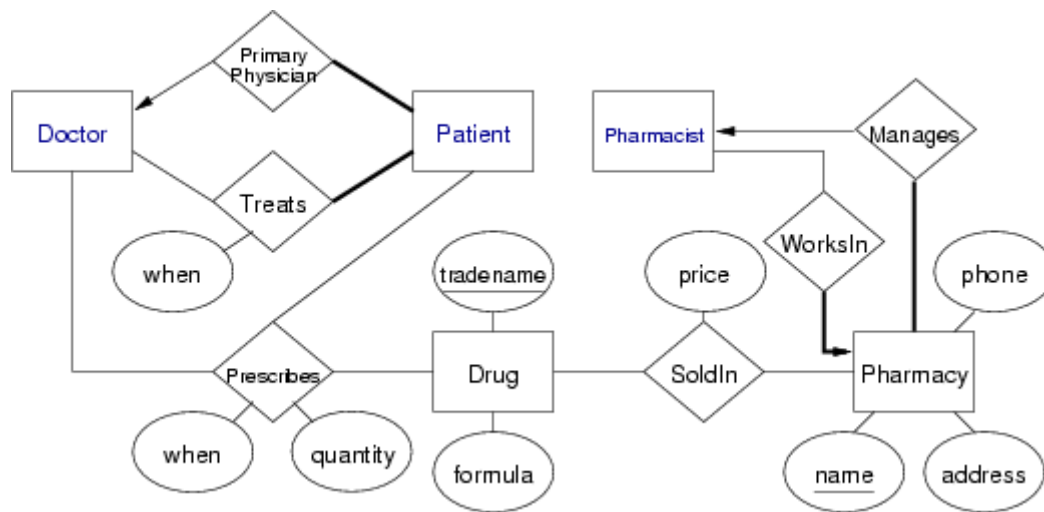 Primary
Physician
Doctor
Patient
Pharmacist
Manages
Treats
WorksIn
when
tradename
price
phone
Prescribes
Drug
SoldIn
Pharmacy
when
quantity
formula
name
address